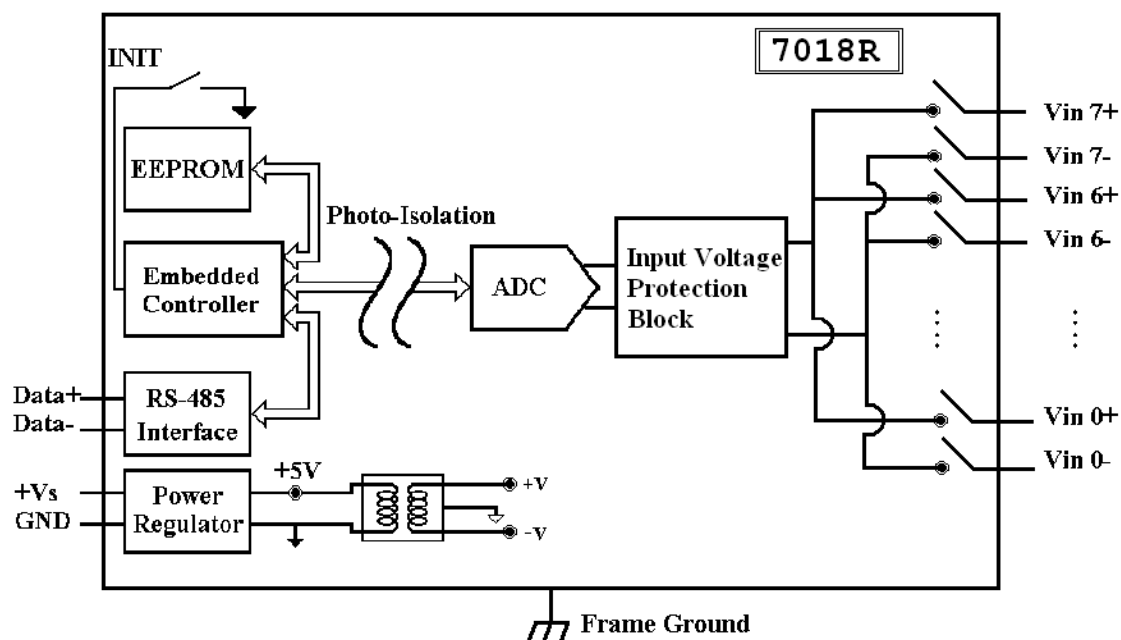 7018R
INIT
EEPROM
Photo-Isolation
Embedded
Controller
ADC
Input Voltage
Protection
Block
Vin 7+
Vin 7-
Vin 6+
Vin 6-
Data+
Data-
RS-485
Interface
Vin 0+
Vin 0-
+Vs
GND
Power
Regulator
+5V
+V
-V
Frame Ground